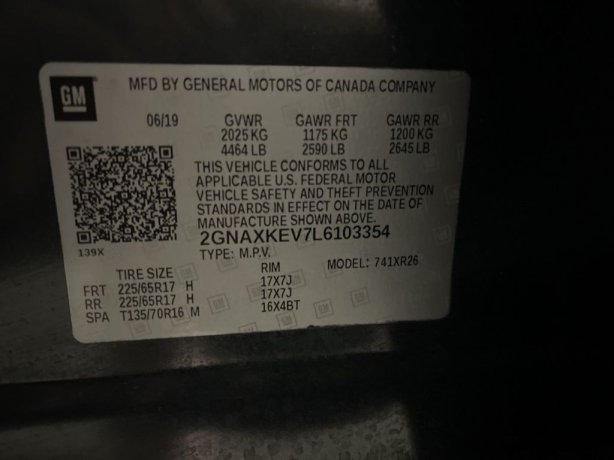 GM
MFD BY GENERAL MOTORS OF CANADA COMPANY
06/19 GVWR GAWR FRT GAWR RR
2025 KG 1175 KG 1200 KG
4464 LB 2590 LB 2645 LB
THIS VEHICLE CONFORMS TO ALL
APPLICABLE U.S. FEDERAL MOTOR
VEHICLE SAFETY AND THEFT PREVENTION
STANDARDS IN EFFECT ON THE DATE OF
MANUFACTURE SHOWN ABOVE.
139X 2GNAXKEV7L6103354
TYPE: M.P.V. MODEL: 741XR26
TIRE SIZE RIM
FRT 225/65R17 H 17X7J
RR 225/65R17 H 17X7J
SPA T135/70R16 M 16X4BT